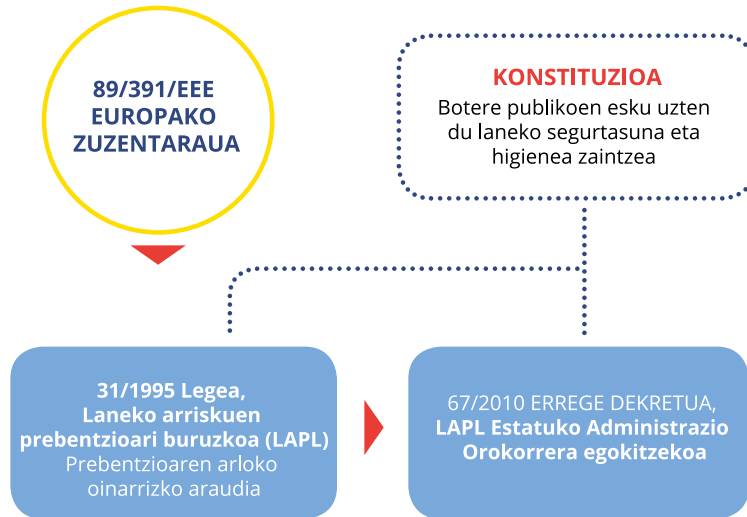 89/391/EEE
EUROPAKO
ZUZENTARAUA
KONSTITUZIOA
Botere publikoen esku uzten
du laneko segurtasuna eta
higienea zaintzea
31/1995 Legea,
Laneko arriskuen
prebentzioari buruzkoa (LAPL)
Prebentzioaren arloko
oinarrizko araudia
67/2010 ERREGE DEKRETUA,
LAPL Estatuko Administrazio
Orokorrera egokitzekoa